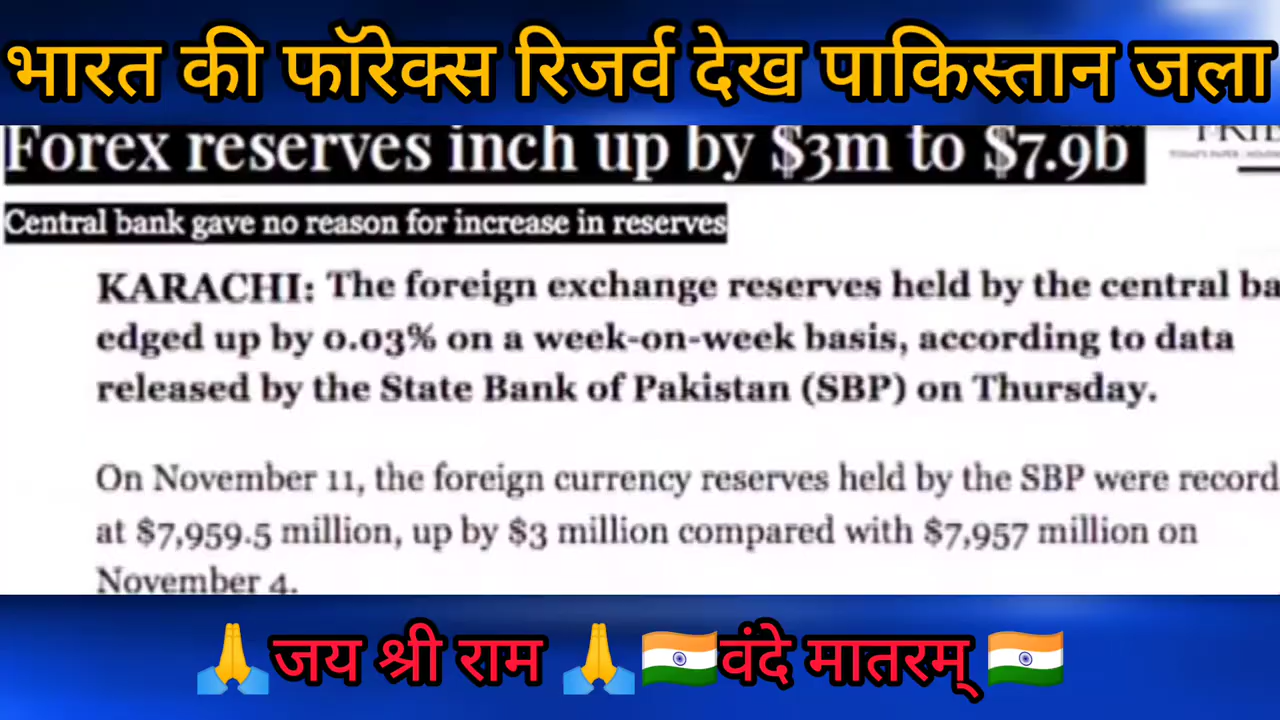 भारत की फॉरेक्स रिजर्व देख पाकिस्तान जला
Forex reserves inch up by $3m to $7.9b
Central bank gave no reason for increase in reserves
KARACHI: The foreign exchange reserves held by the central ba
edged up by 0.03% on a week-on-week basis, according to data
released by the State Bank of Pakistan (SBP) on Thursday.
On November 11, the foreign currency reserves held by the SBP were record
at $7,959.5 million, up by $3 million compared with $7,957 million on
November 4.
🙏जय श्री राम 🙏🇮🇳वंदे मातरम् 🇮🇳